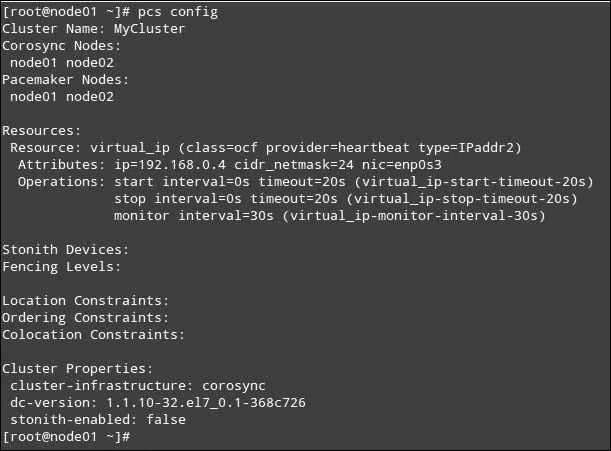 [root@node01 ~]# pcs config
Cluster Name: MyCluster
Corosync Nodes:
 node01 node02
Pacemaker Nodes:
 node01 node02

Resources:
 Resource: virtual_ip (class=ocf provider=heartbeat type=IPaddr2)
  Attributes: ip=192.168.0.4 cidr_netmask=24 nic=enp0s3
  Operations: start interval=0s timeout=20s (virtual_ip-start-timeout-20s)
              stop interval=0s timeout=20s (virtual_ip-stop-timeout-20s)
              monitor interval=30s (virtual_ip-monitor-interval-30s)

Stonith Devices:
Fencing Levels:

Location Constraints:
Ordering Constraints:
Colocation Constraints:

Cluster Properties:
 cluster-infrastructure: corosync
 dc-version: 1.1.10-32.el7_0.1-368c726
 stonith-enabled: false
[root@node01 ~]#